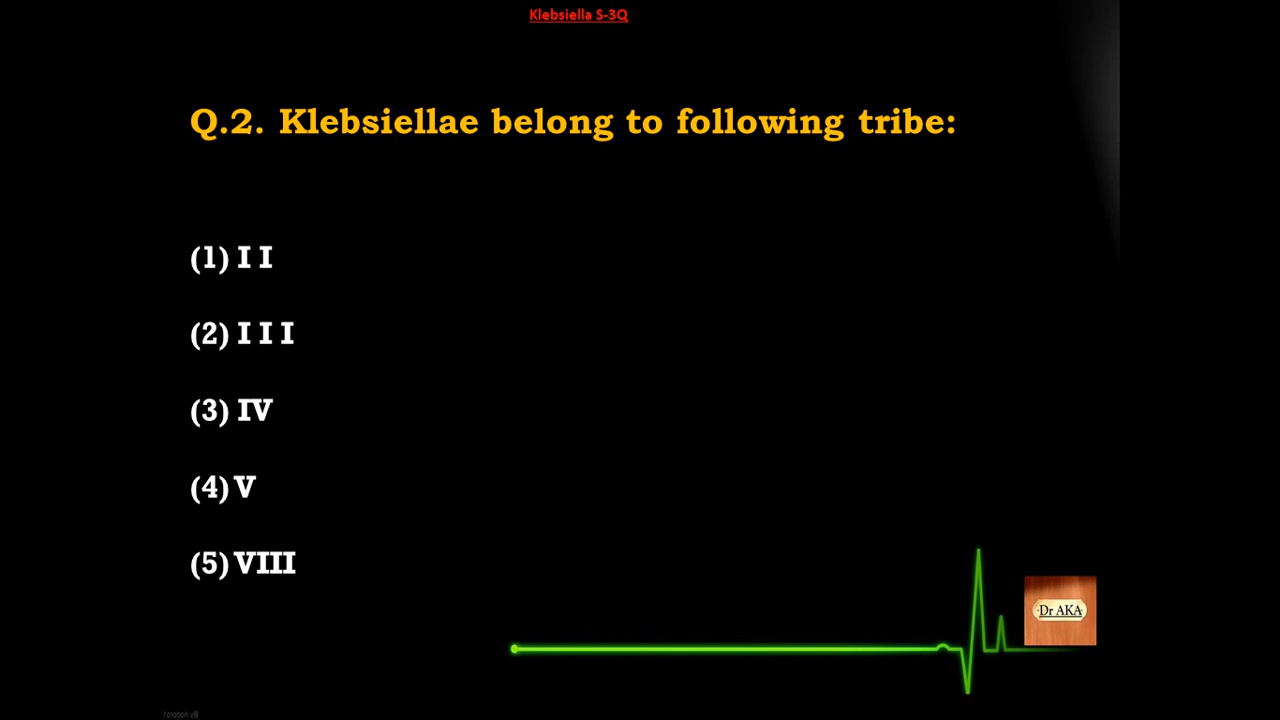 Klebsiella S-3Q
Q.2. Klebsiellae belong to following tribe:
(1) I I
(2) I I I
(3) IV
(4) V
(5) VIII
Dr AKA